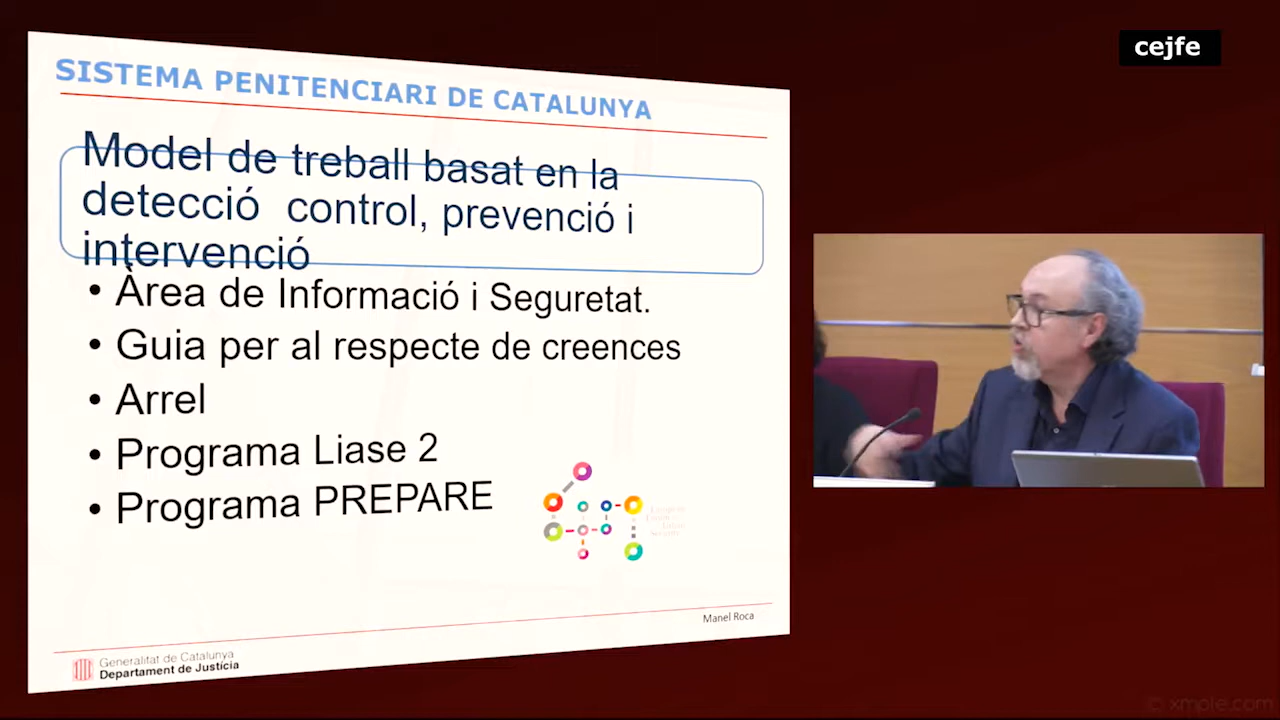 cejfe
SISTEMA PENITENCIARI DE CATALUNYA
Model de treball basat en la
detecció control, prevenció i
intervenció
• Àrea de Informació i Seguretat.
• Guia per al respecte de creences
• Arrel
• Programa Liase 2
• Programa PREPARE
Manel Roca
Generalitat de Catalunya
Departament de Justícia
© xmple.com